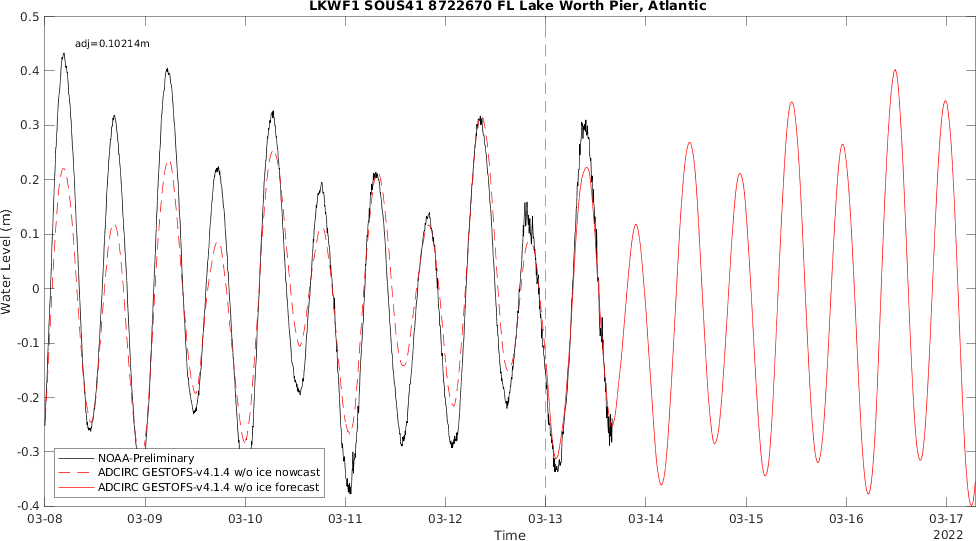 LKWF1 SOUS41 8722670 FL Lake Worth Pier, Atlantic
adj=0.10214m
0.5
0.4
0.3
0.2
0.1
0
-0.1
-0.2
-0.3
-0.4
Water Level (m)
NOAA-Preliminary
ADCIRC GESTOFS-v4.1.4 w/o ice nowcast
ADCIRC GESTOFS-v4.1.4 w/o ice forecast
03-08 03-09 03-10 03-11 03-12 03-13 03-14 03-15 03-16 03-17
Time
2022